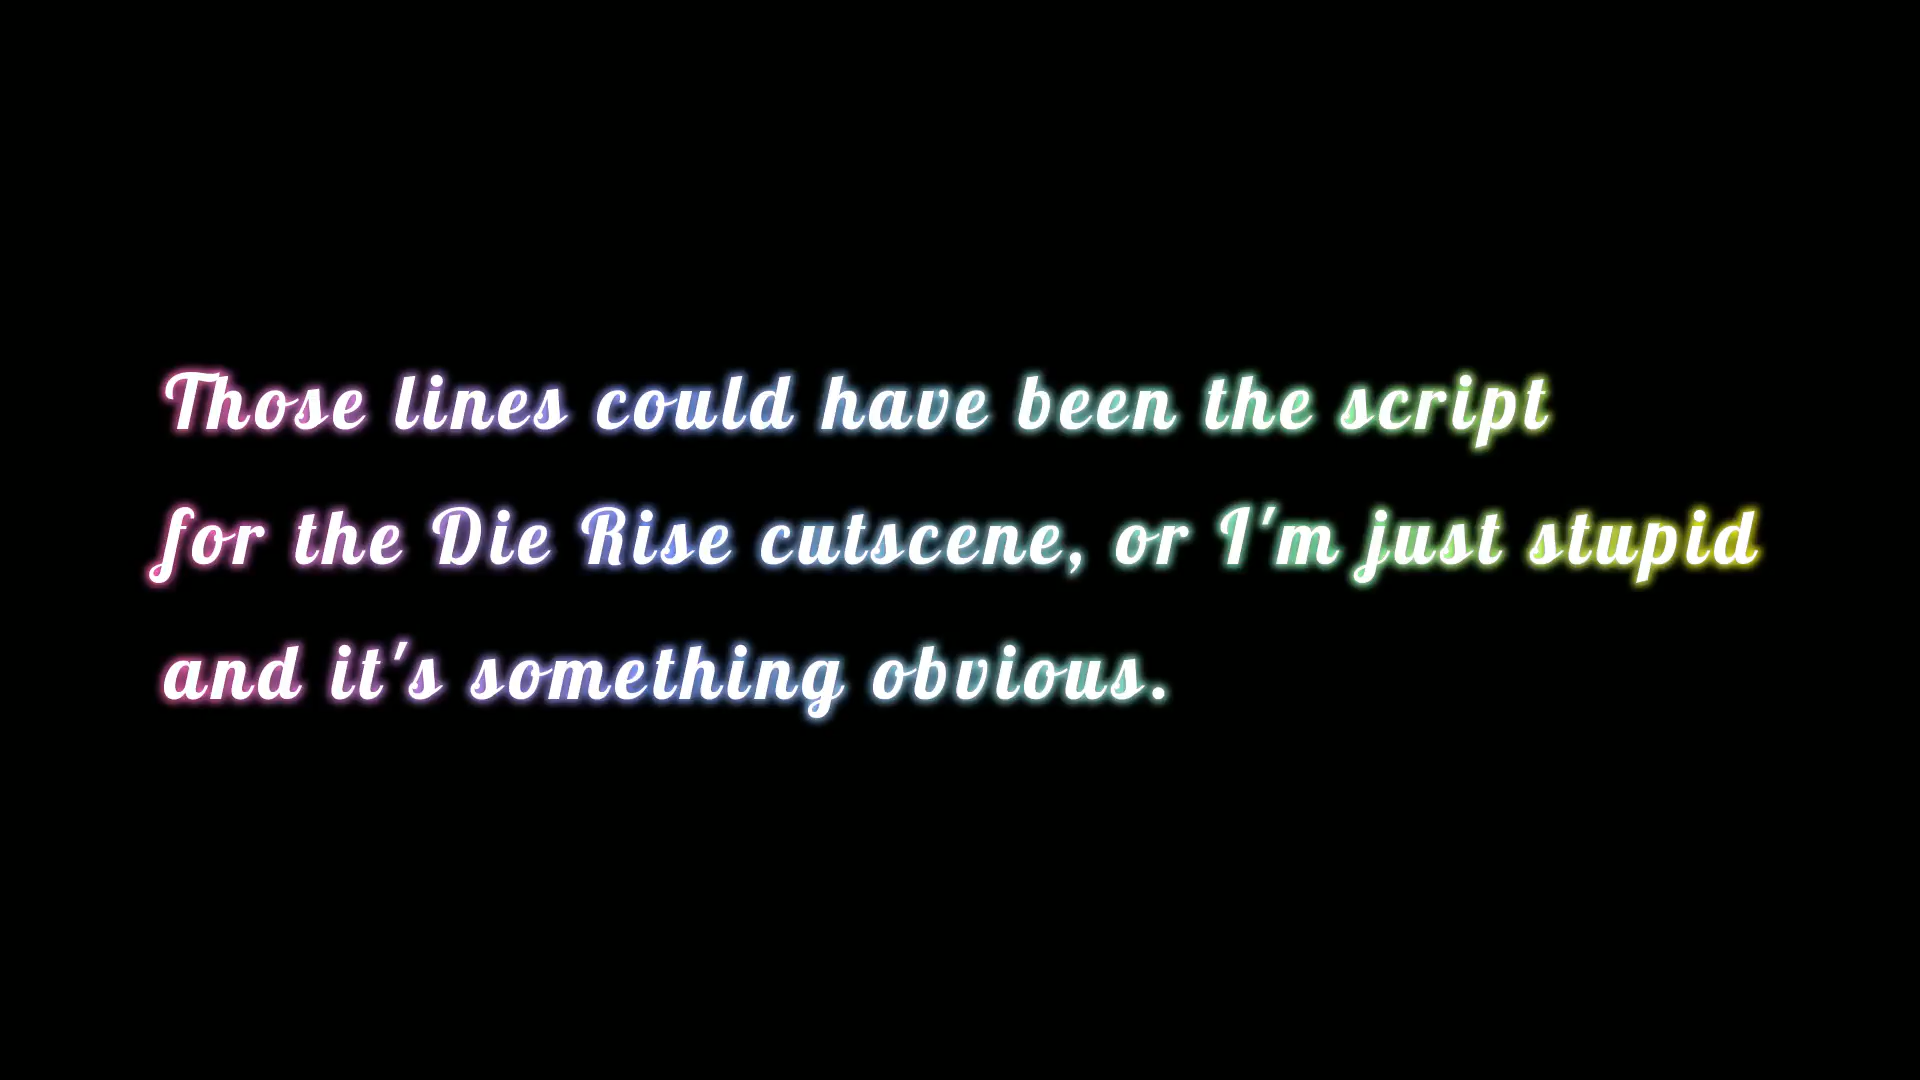 Those lines could have been the script
for the Die Rise cutscene, or I'm just stupid
and it's something obvious.